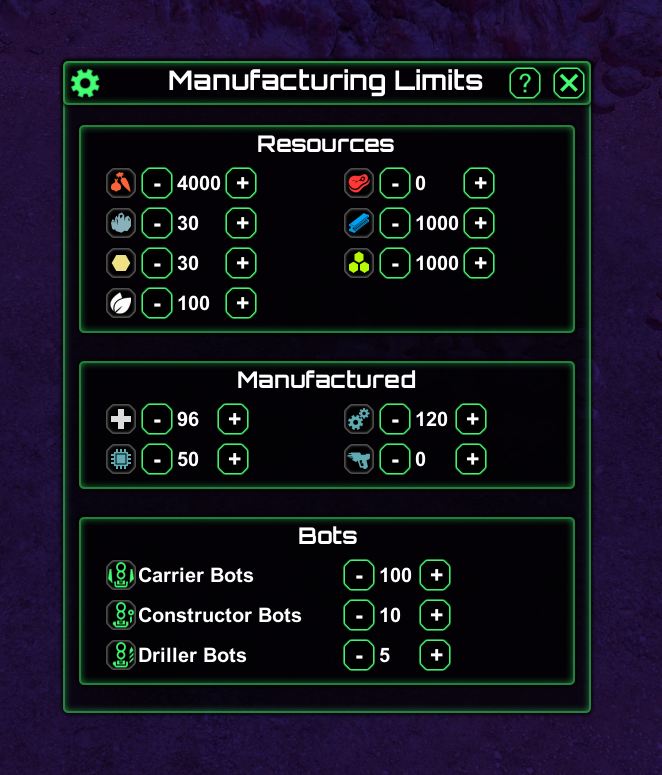 Manufacturing Limits ?
Resources
- 4000 + - 0 +
- 30 + - 1000 +
- 30 + - 1000 +
- 100 +
Manufactured
- 96 + - 120 +
- 50 + - 0 +
Bots
Carrier Bots - 100 +
Constructor Bots - 10 +
Driller Bots - 5 +